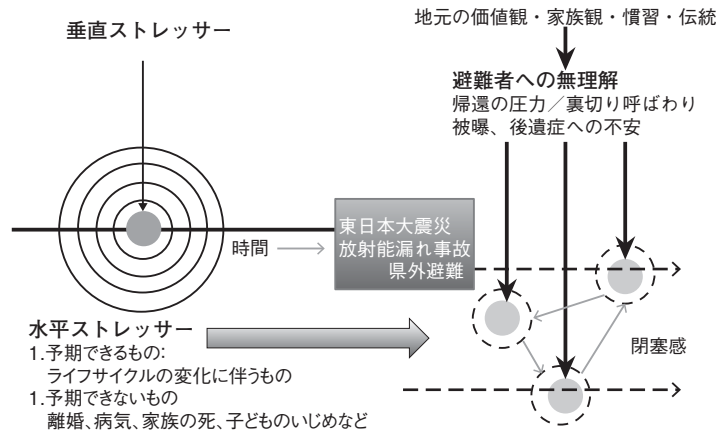 地元の価値観・家族観・慣習・伝統
垂直ストレッサー
避難者への無理解
帰還の圧力／裏切り呼ばわり
被曝、後遺症への不安
東日本大震災
放射能漏れ事故
県外避難
時間
水平ストレッサー
1.予期できるもの：
ライフサイクルの変化に伴うもの
1.予期できないもの
離婚、病気、家族の死、子どものいじめなど
閉塞感